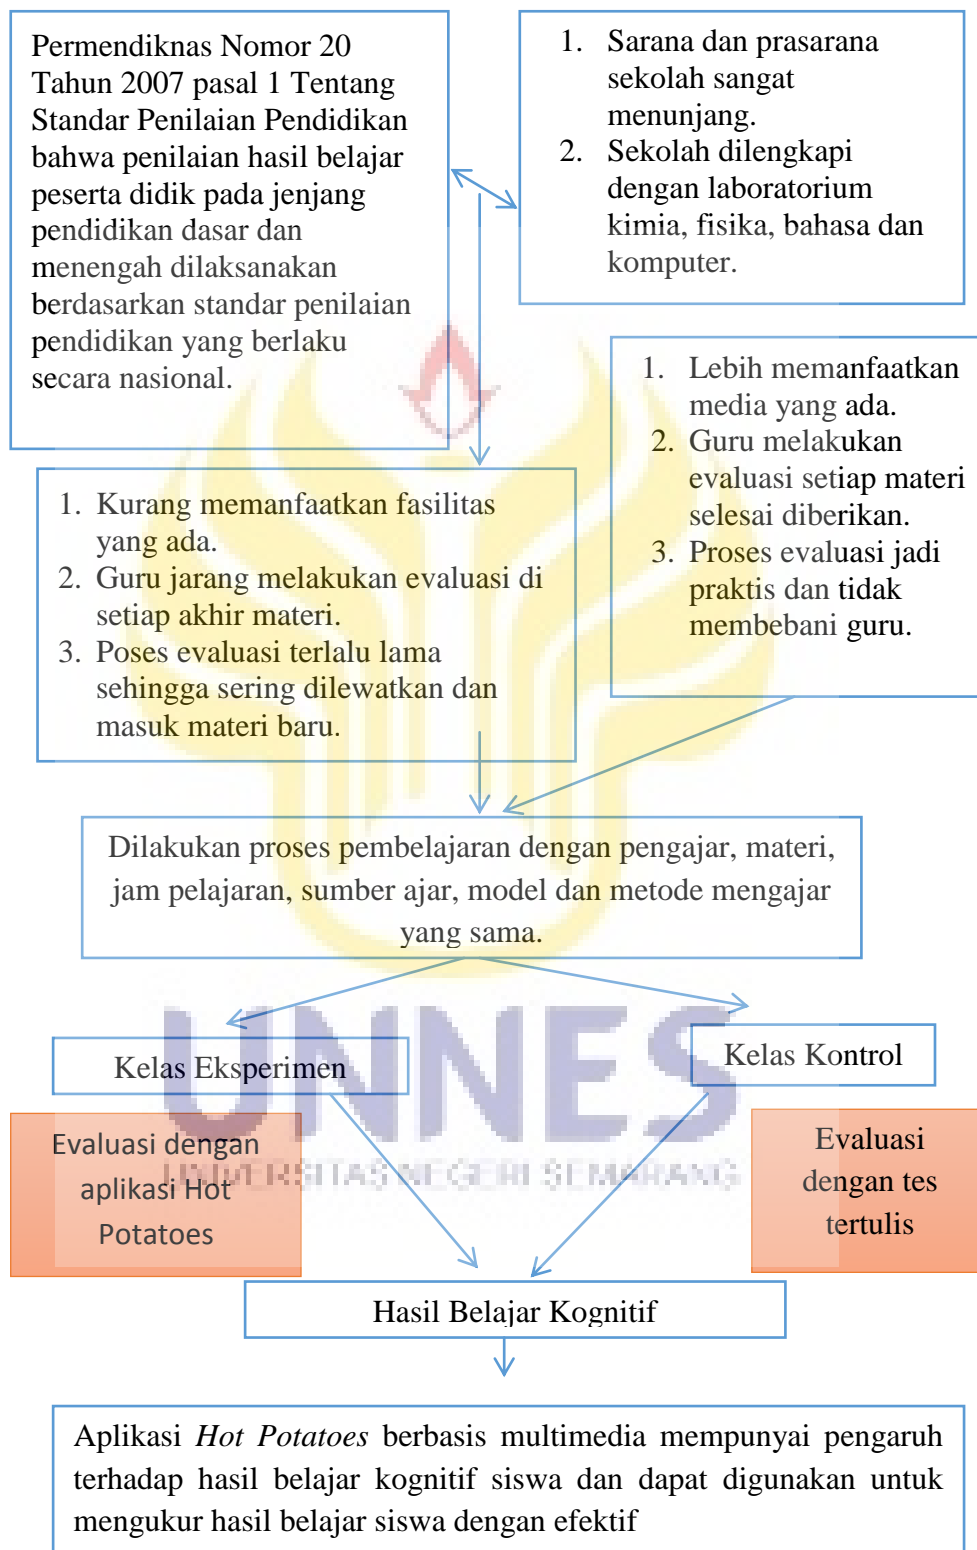 Permendiknas Nomor 20
Tahun 2007 pasal 1 Tentang
Standar Penilaian Pendidikan
bahwa penilaian hasil belajar
peserta didik pada jenjang
pendidikan dasar dan
menengah dilaksanakan
berdasarkan standar penilaian
pendidikan yang berlaku
secara nasional.
1. Sarana dan prasarana
sekolah sangat
menunjang.
2. Sekolah dilengkapi
dengan laboratorium
kimia, fisika, bahasa dan
komputer.
1. Kurang memanfaatkan fasilitas
yang ada.
2. Guru jarang melakukan evaluasi di
setiap akhir materi.
3. Poses evaluasi terlalu lama
sehingga sering dilewatkan dan
masuk materi baru.
1. Lebih memanfaatkan
media yang ada.
2. Guru melakukan
evaluasi setiap materi
selesai diberikan.
3. Proses evaluasi jadi
praktis dan tidak
membebani guru.
Dilakukan proses pembelajaran dengan pengajar, materi,
jam pelajaran, sumber ajar, model dan metode mengajar
yang sama.
UNNES
UNIVERSITAS NEGERI SEMARANG
Kelas Eksperimen
Kelas Kontrol
Evaluasi dengan
aplikasi Hot
Potatoes
Evaluasi
dengan tes
tertulis
Hasil Belajar Kognitif
Aplikasi Hot Potatoes berbasis multimedia mempunyai pengaruh
terhadap hasil belajar kognitif siswa dan dapat digunakan untuk
mengukur hasil belajar siswa dengan efektif